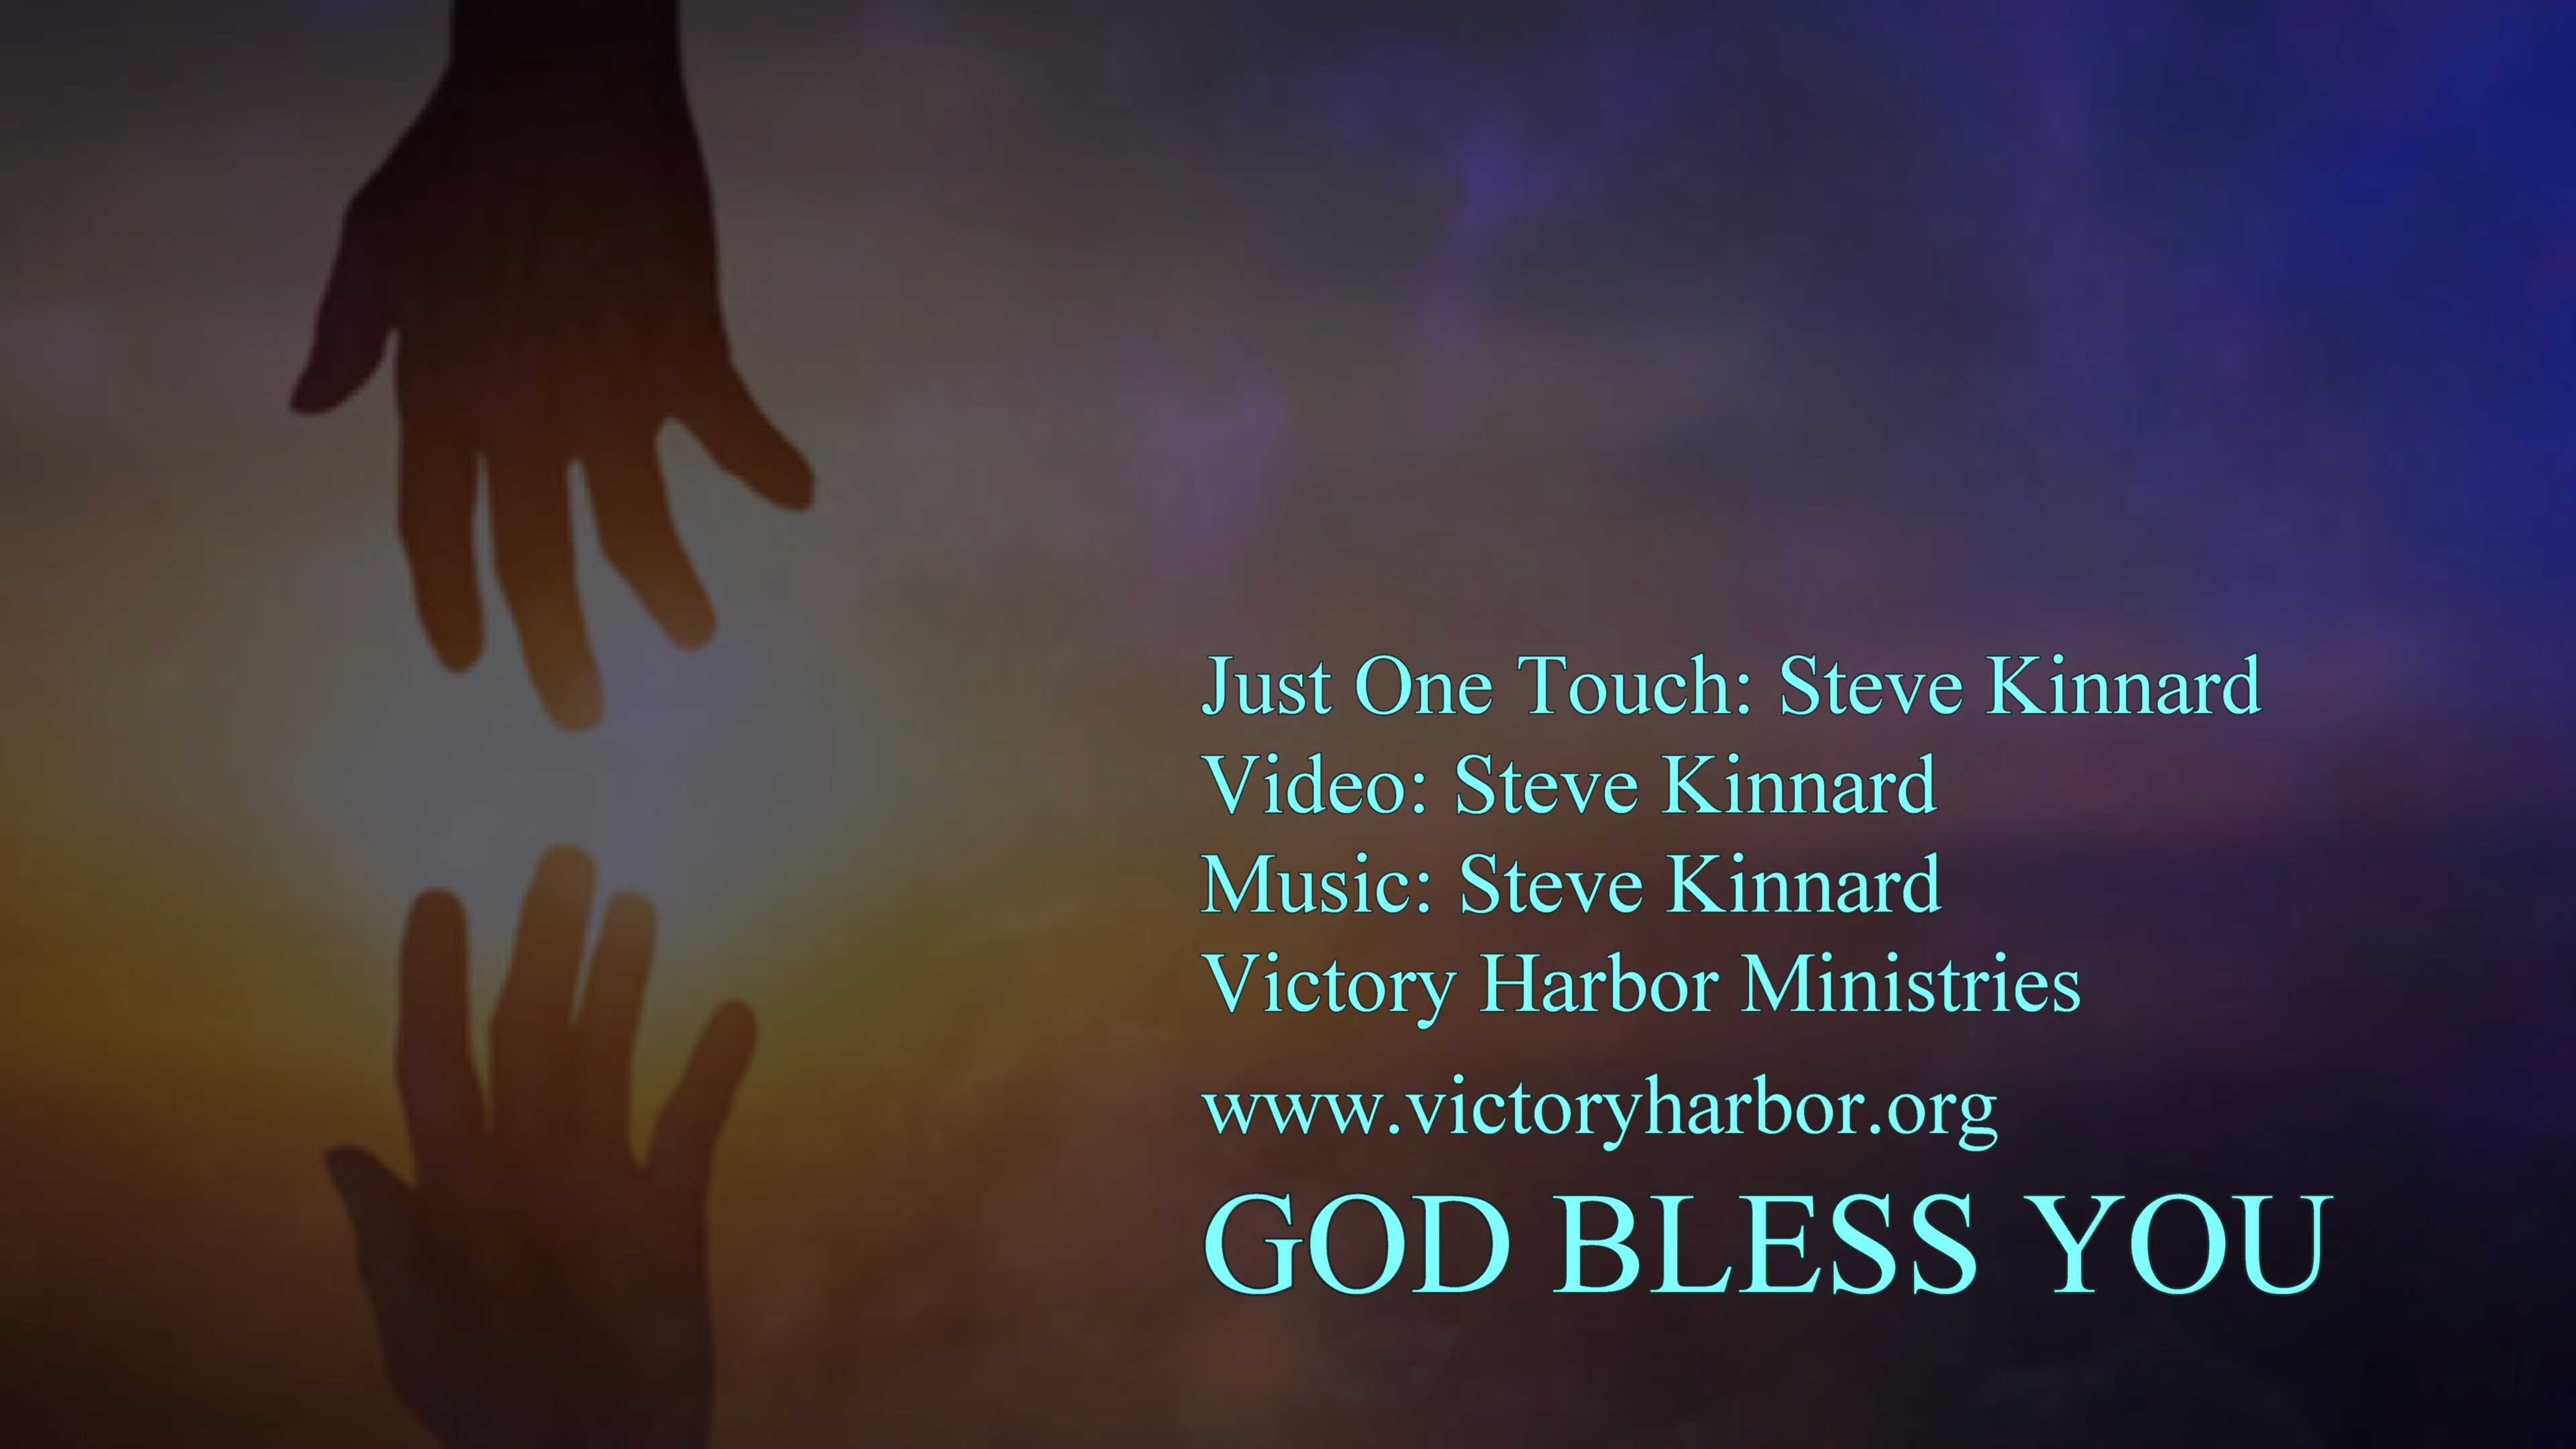 Just One Touch: Steve Kinnard
Video: Steve Kinnard
Music: Steve Kinnard
Victory Harbor Ministries
www.victoryharbor.org
GOD BLESS YOU